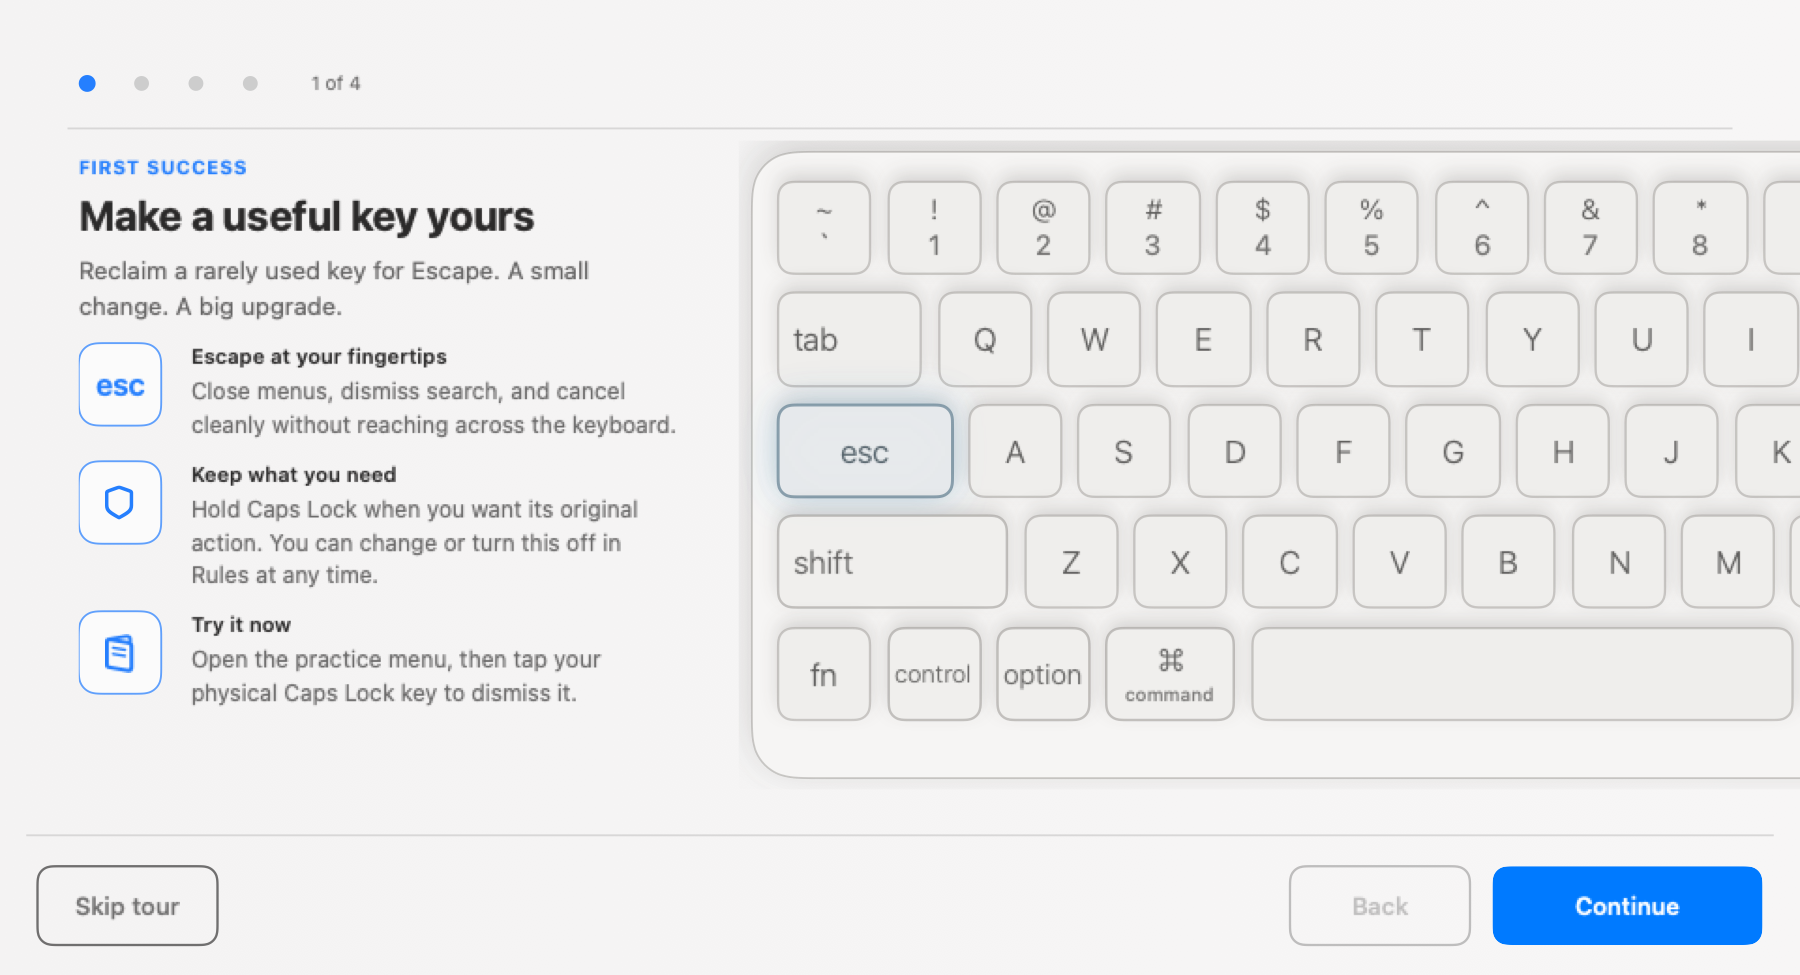 1 of 4
FIRST SUCCESS
Make a useful key yours
Reclaim a rarely used key for Escape. A small
change. A big upgrade.
esc
Escape at your fingertips
Close menus, dismiss search, and cancel
cleanly without reaching across the keyboard.
Keep what you need
Hold Caps Lock when you want its original
action. You can change or turn this off in
Rules at any time.
Try it now
Open the practice menu, then tap your
physical Caps Lock key to dismiss it.
~ ! @ # $ % ^ & *
` 1 2 3 4 5 6 7 8
tab Q W E R T Y U I
esc A S D F G H J K
shift Z X C V B N M
fn control option ⌘
command
Skip tour
Back
Continue